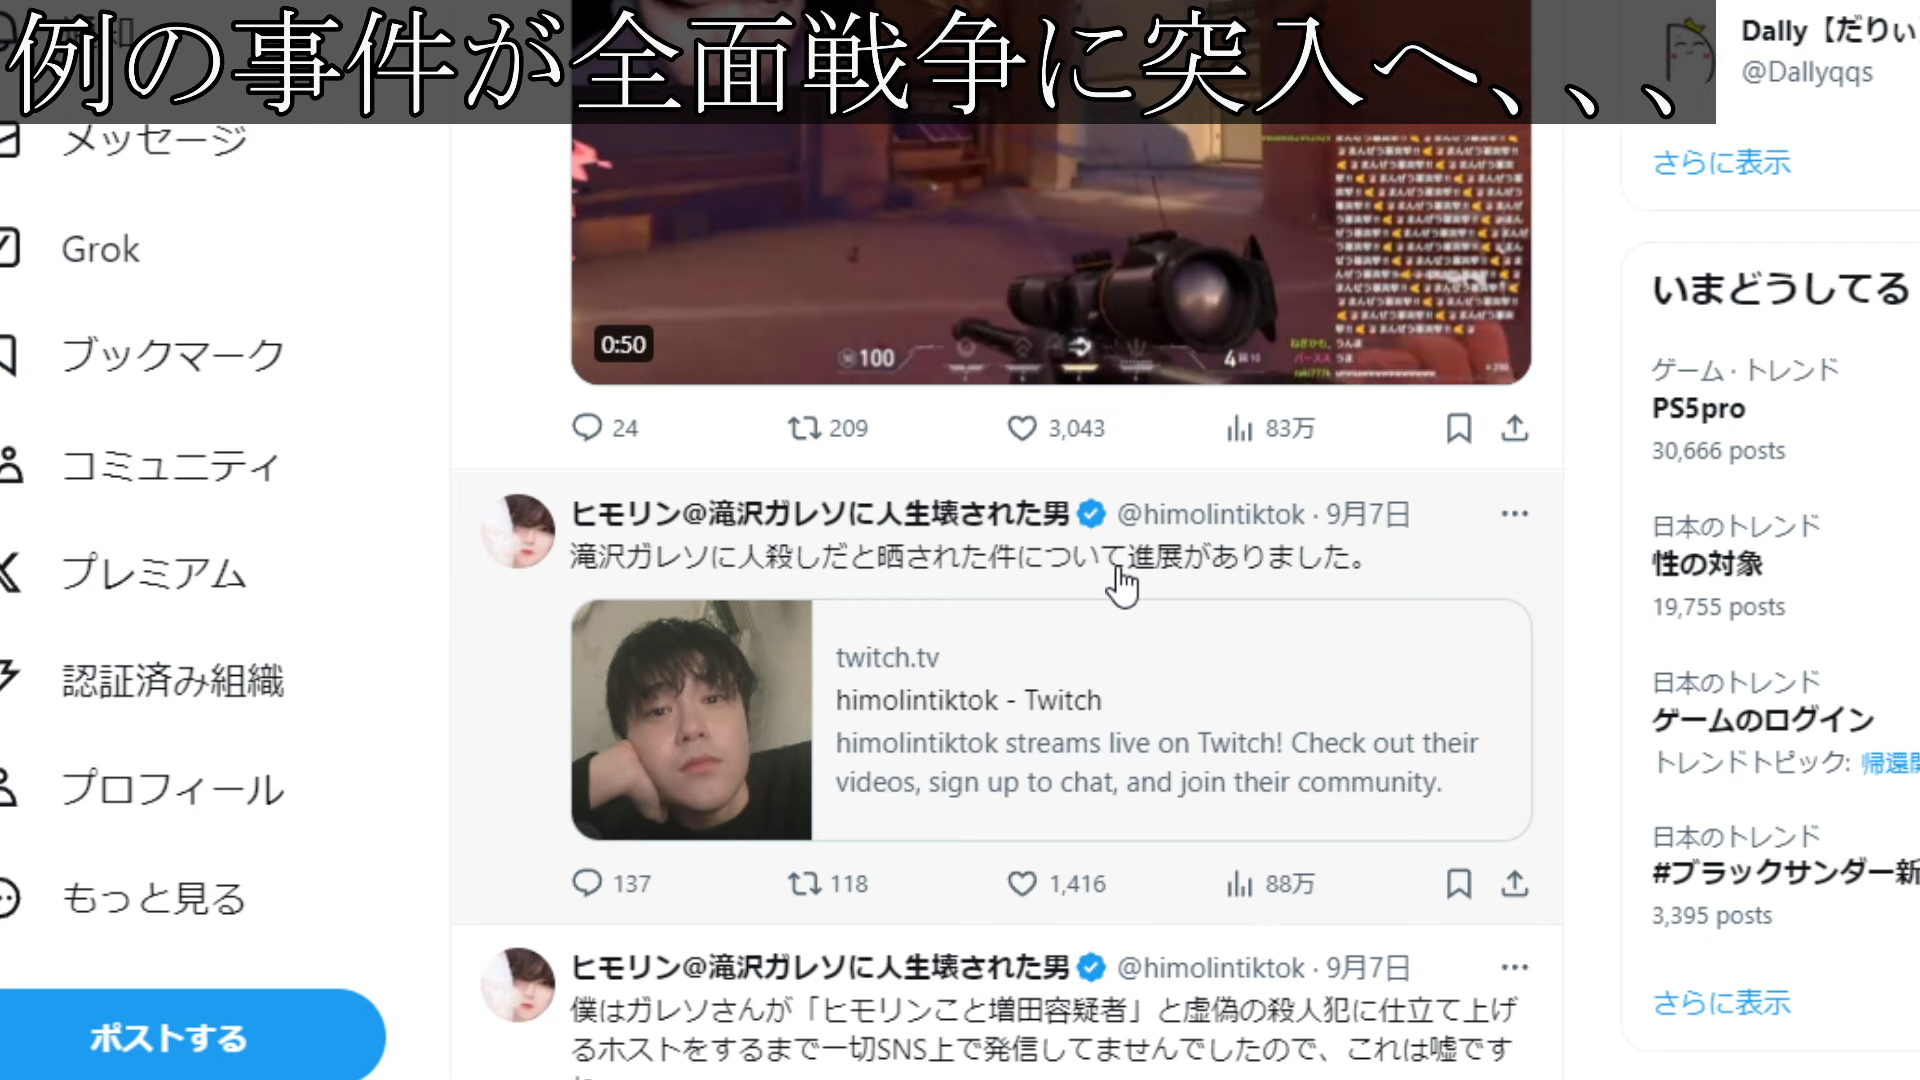 例の事件が全面戦争に突入へ、、、
Dally【だりぃ
@Dallyqqs
メッセージ
さらに表示
Grok
いまどうしてる
0:50
100
4
ブックマーク
ゲーム · トレンド
PS5pro
30,666 posts
24
209
3,043
83万
コミュニティ
ヒモリン@滝沢ガレソに人生壊された男 @himolintiktok · 9月7日
滝沢ガレソに人殺しだと晒された件について進展がありました。
日本のトレンド
性の対象
19,755 posts
プレミアム
twitch.tv
himolintiktok - Twitch
himolintiktok streams live on Twitch! Check out their
videos, sign up to chat, and join their community.
認証済み組織
日本のトレンド
ゲームのログイン
トレンドトピック: 帰還
プロフィール
日本のトレンド
#ブラックサンダー新
3,395 posts
137
118
1,416
88万
もっと見る
ヒモリン@滝沢ガレソに人生壊された男 @himolintiktok · 9月7日
僕はガレソさんが「ヒモリンこと増田容疑者」と虚偽の殺人犯に仕立て上げ
るホストをするまで一切SNS上で発信してませんでしたので、これは嘘です
さらに表示
ポストする